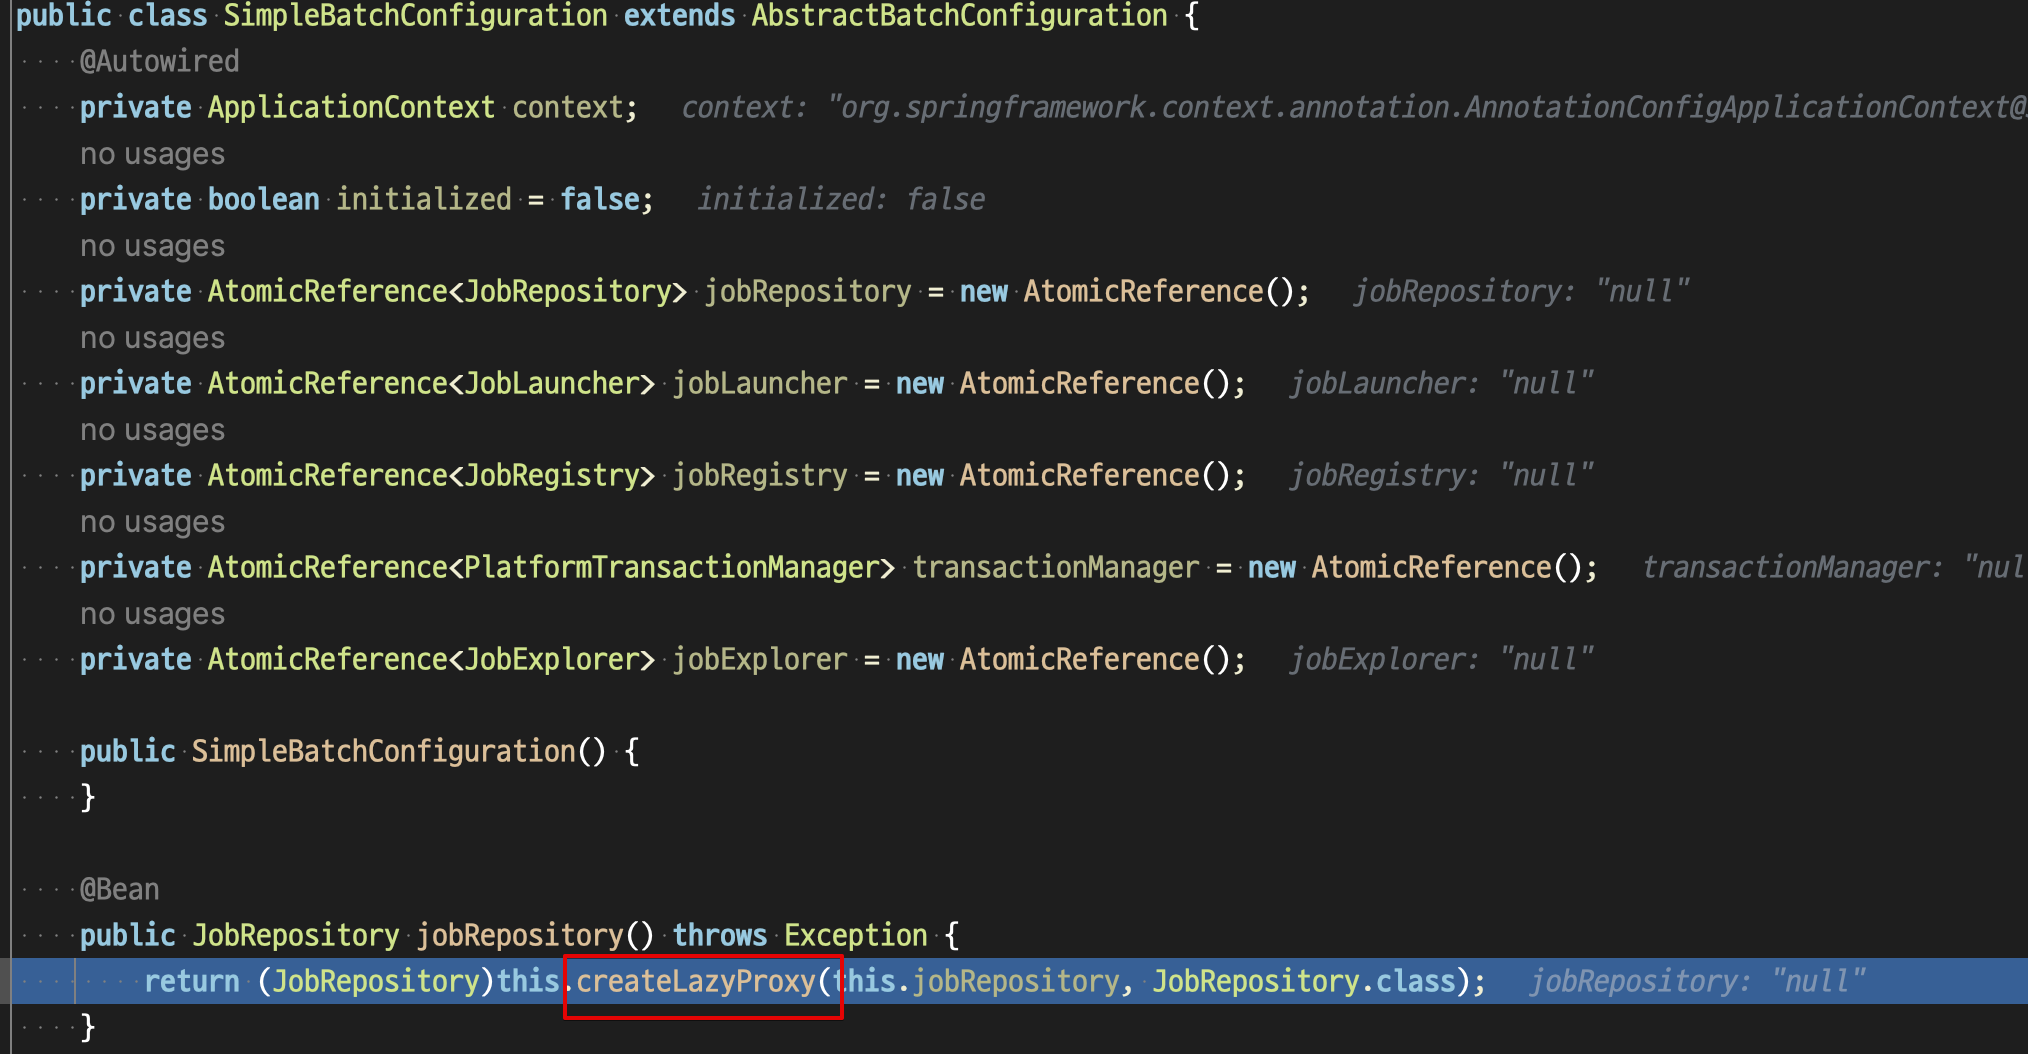 public class SimpleBatchConfiguration extends AbstractBatchConfiguration {
@Autowired
private ApplicationContext context;   context: "org.springframework.context.annotation.AnnotationConfigApplicationContext@
no usages
private boolean initialized = false;   initialized: false
no usages
private AtomicReference<JobRepository> jobRepository = new AtomicReference();   jobRepository: "null"
no usages
private AtomicReference<JobLauncher> jobLauncher = new AtomicReference();   jobLauncher: "null"
no usages
private AtomicReference<JobRegistry> jobRegistry = new AtomicReference();   jobRegistry: "null"
no usages
private AtomicReference<PlatformTransactionManager> transactionManager = new AtomicReference();   transactionManager: "nul
no usages
private AtomicReference<JobExplorer> jobExplorer = new AtomicReference();   jobExplorer: "null"
public SimpleBatchConfiguration() {
}
@Bean
public JobRepository jobRepository() throws Exception {
return (JobRepository)this.createLazyProxy(this.jobRepository, JobRepository.class);   jobRepository: "null"
}